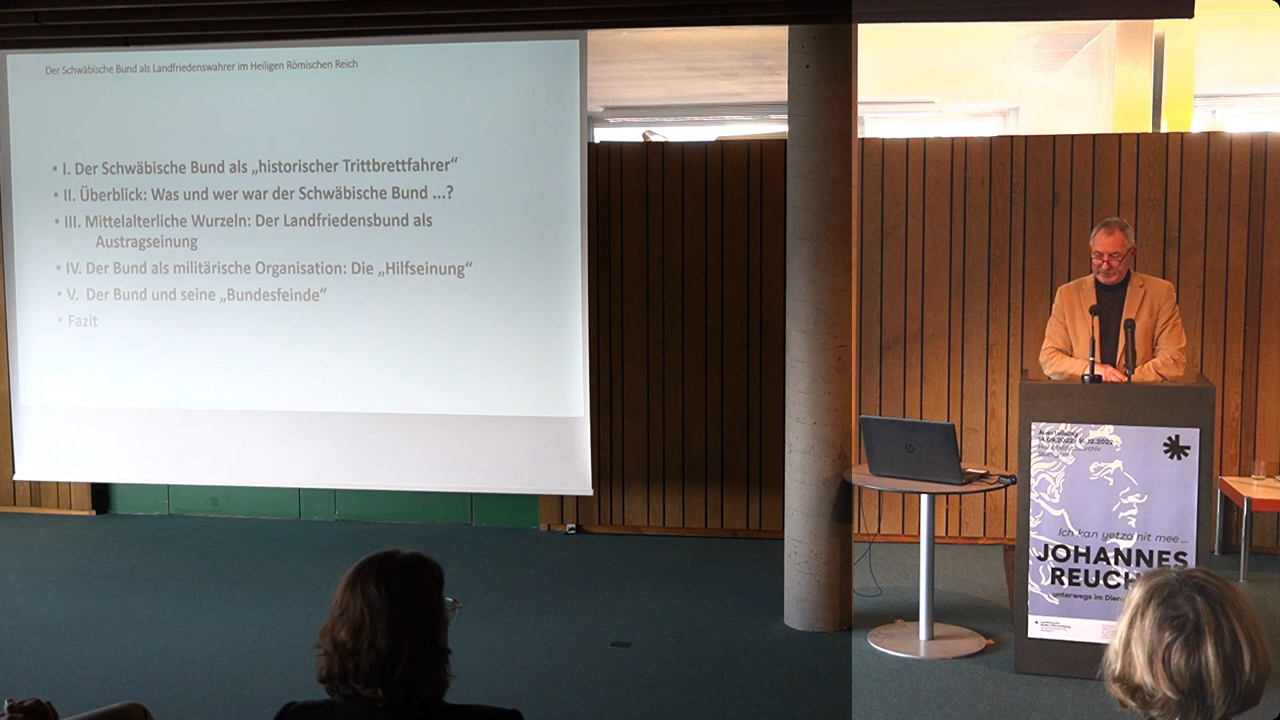 Der Schwäbische Bund als Landfriedenswahrer im Heiligen Römischen Reich
• I. Der Schwäbische Bund als „historischer Trittbrettfahrer“
• II. Überblick: Was und wer war der Schwäbische Bund ...?
• III. Mittelalterliche Wurzeln: Der Landfriedensbund als
Austragseinung
• IV. Der Bund als militärische Organisation: Die „Hilfseinung“
• V. Der Bund und seine „Bundesfeinde“
• Fazit
Ich kan yetzo nit mee ...
JOHANNES
REUCH
unterwegs im